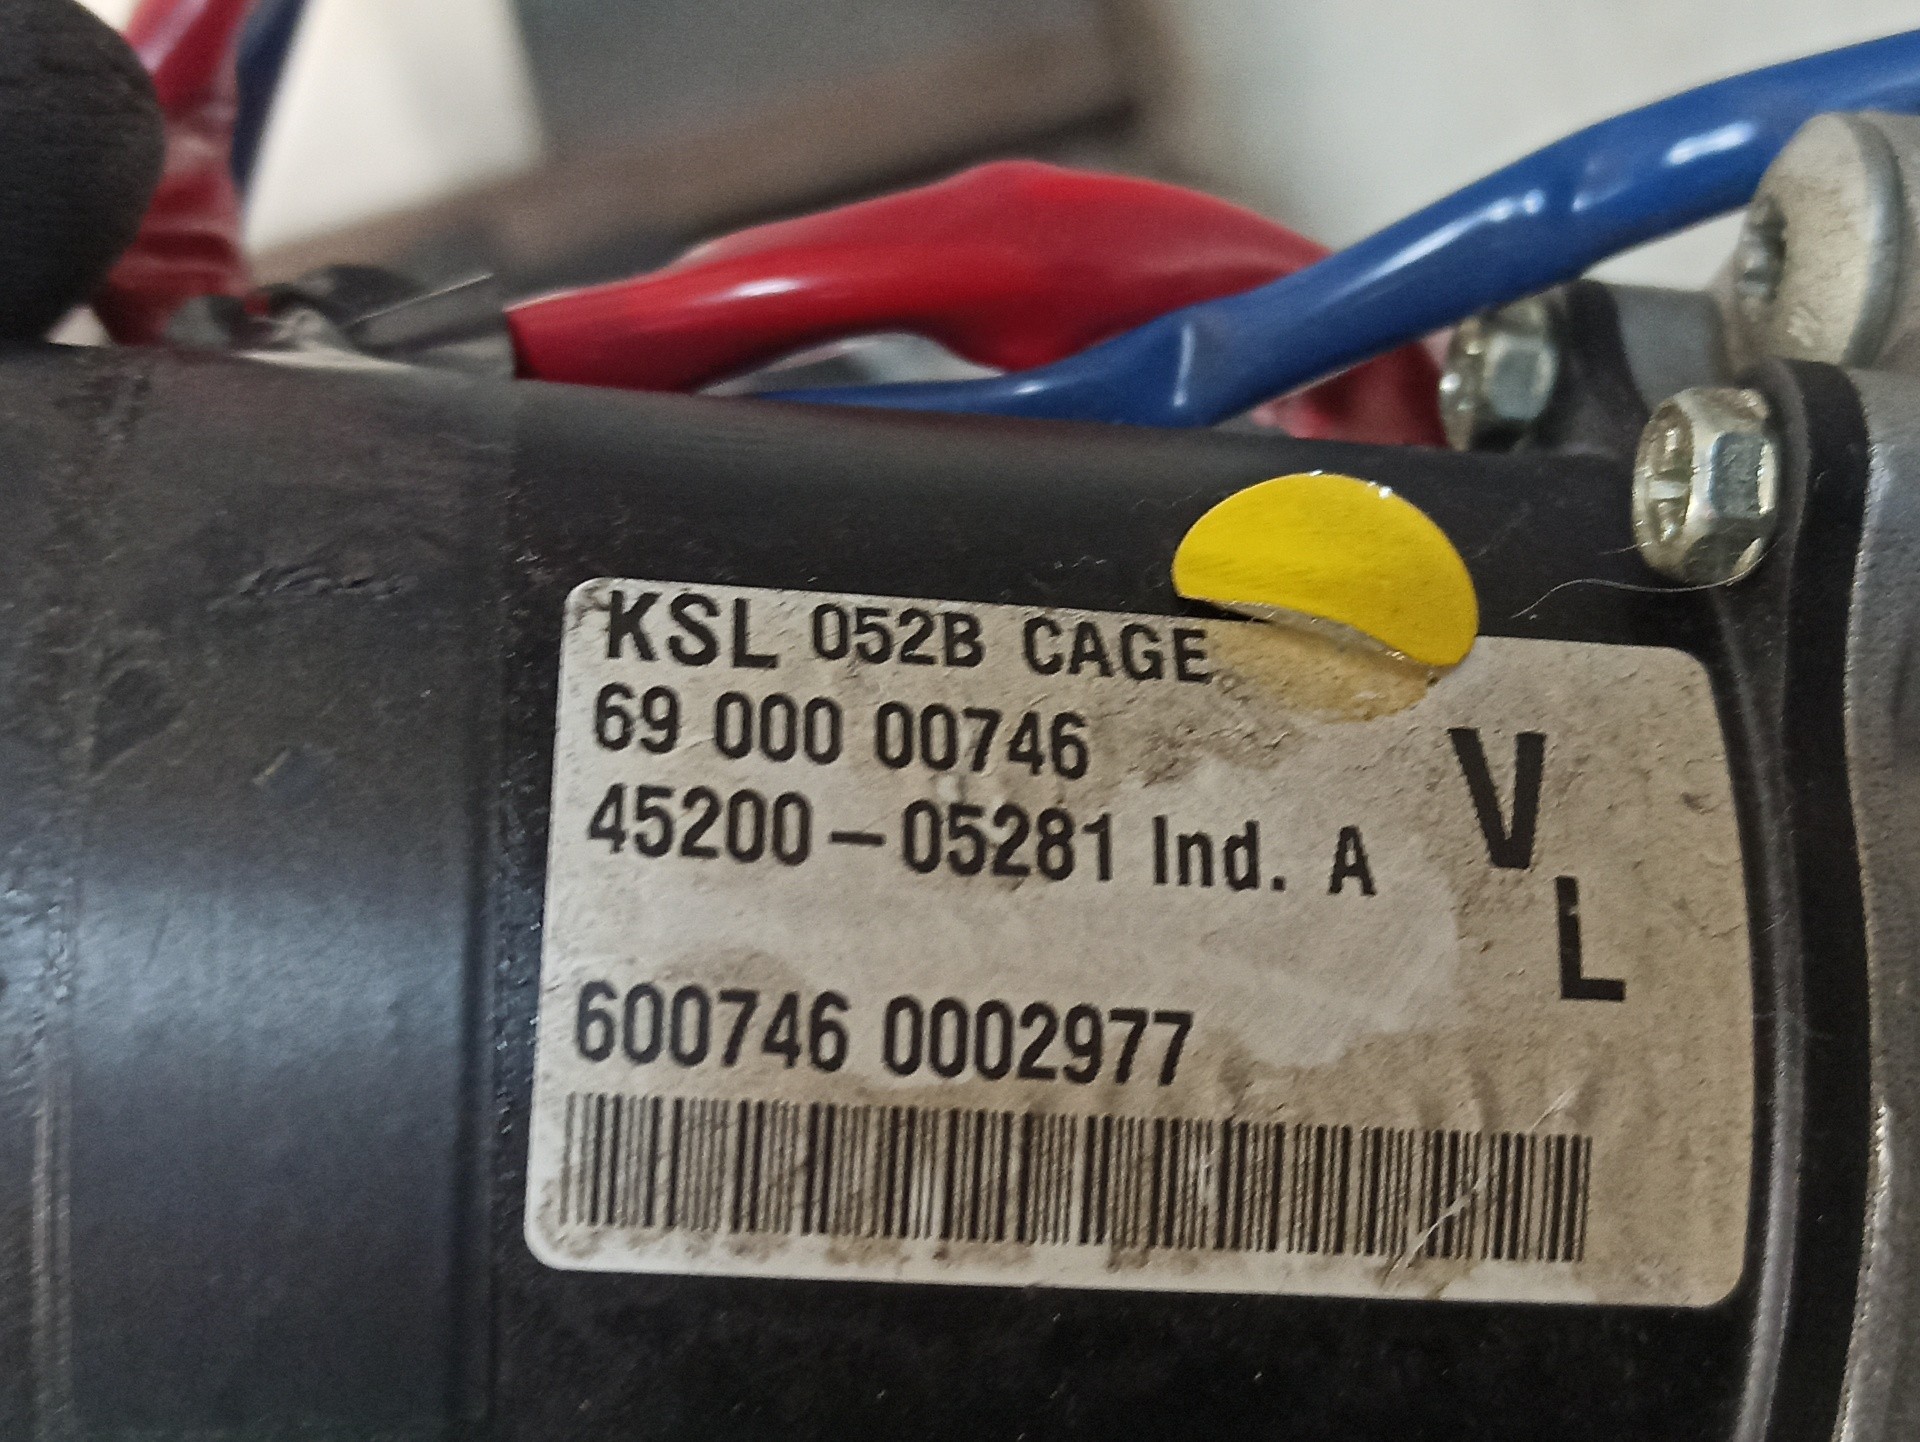 KSL 052B CAGE
69 000 00746
45200-05281 Ind. A
V
L
600746 0002977